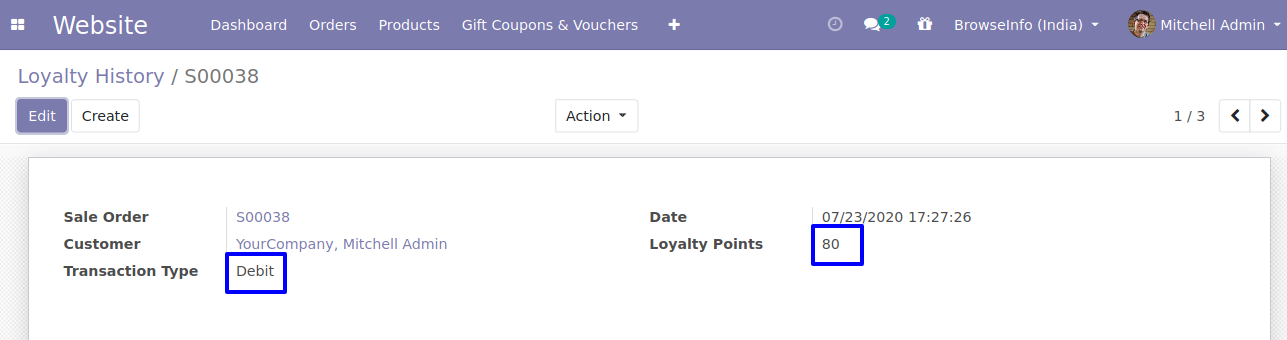 Website Dashboard Orders Products Gift Coupons & Vouchers 2 BrowseInfo (India) Mitchell Admin
Loyalty History / S00038
Edit Create Action 1 / 3
Sale Order S00038 Date 07/23/2020 17:27:26
Customer YourCompany, Mitchell Admin Loyalty Points 80
Transaction Type Debit